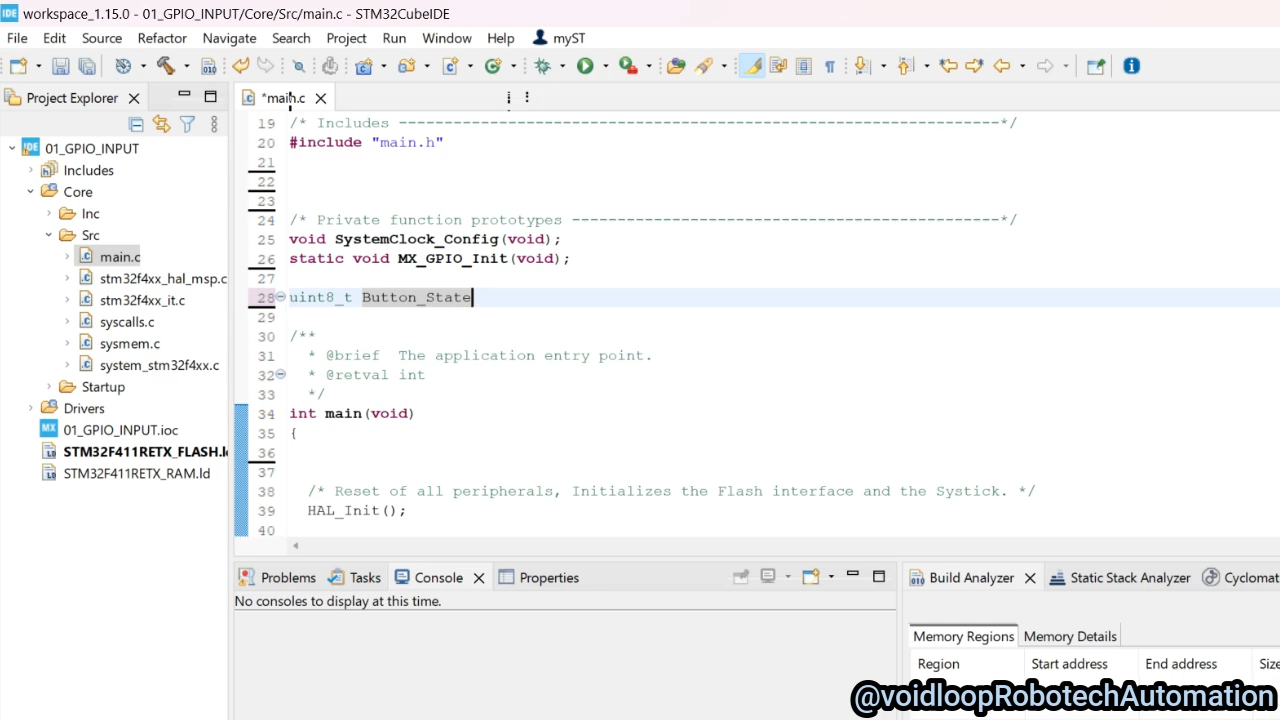 workspace_1.15.0 - 01_GPIO_INPUT/Core/Src/main.c - STM32CubeIDE
File Edit Source Refactor Navigate Search Project Run Window Help myST
Project Explorer
*main.c
01_GPIO_INPUT
Includes
Core
Inc
Src
main.c
stm32f4xx_hal_msp.c
stm32f4xx_it.c
syscalls.c
sysmem.c
system_stm32f4xx.c
Startup
Drivers
01_GPIO_INPUT.ioc
STM32F411RETX_FLASH.l
STM32F411RETX_RAM.ld
19 /* Includes ------------------------------------------------------------------*/
20 #include "main.h"
21
22
23
24 /* Private function prototypes -----------------------------------------------*/
25 void SystemClock_Config(void);
26 static void MX_GPIO_Init(void);
27
28 uint8_t Button_State
29
30 /**
31 * @brief The application entry point.
32 * @retval int
33 */
34 int main(void)
35 {
36
37
38 /* Reset of all peripherals, Initializes the Flash interface and the Systick. */
39 HAL_Init();
40
Problems Tasks Console Properties
No consoles to display at this time.
Build Analyzer Static Stack Analyzer Cyclomat
Memory Regions Memory Details
Region Start address End address Size
@voidloopRobotechAutomation